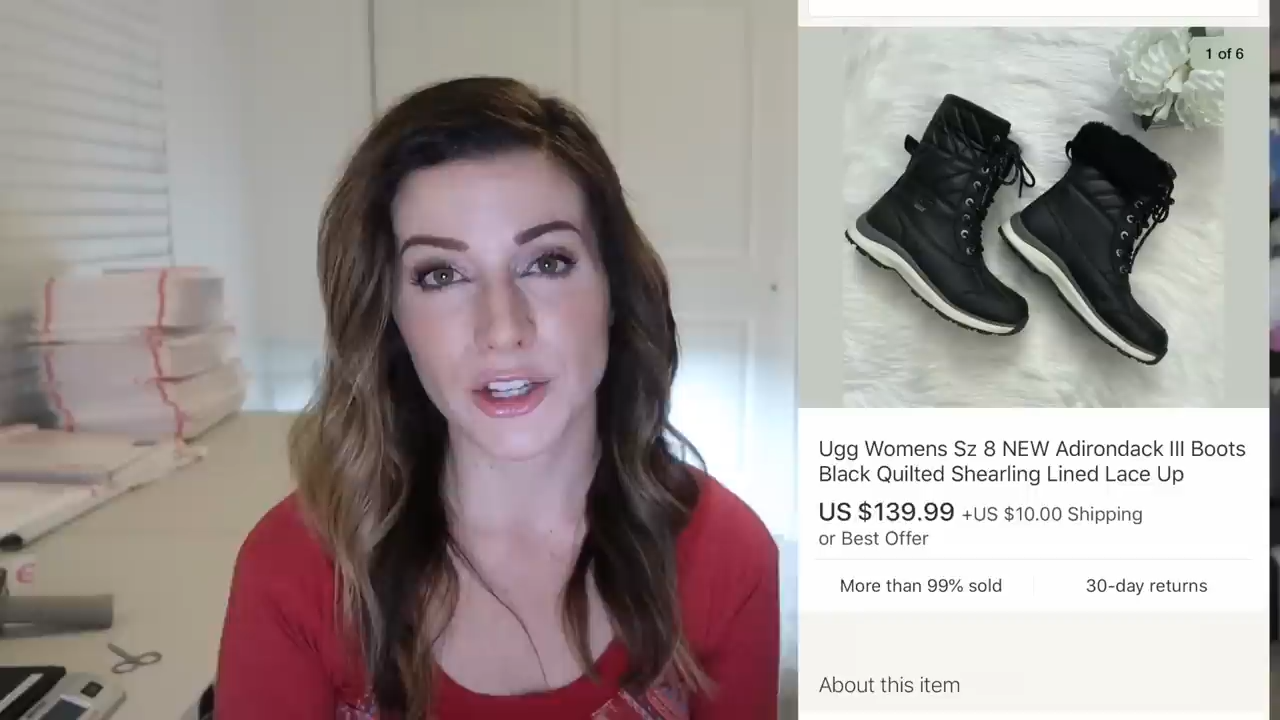 1 of 6
Ugg Womens Sz 8 NEW Adirondack III Boots
Black Quilted Shearling Lined Lace Up
US $139.99 +US $10.00 Shipping
or Best Offer
More than 99% sold
30-day returns
About this item